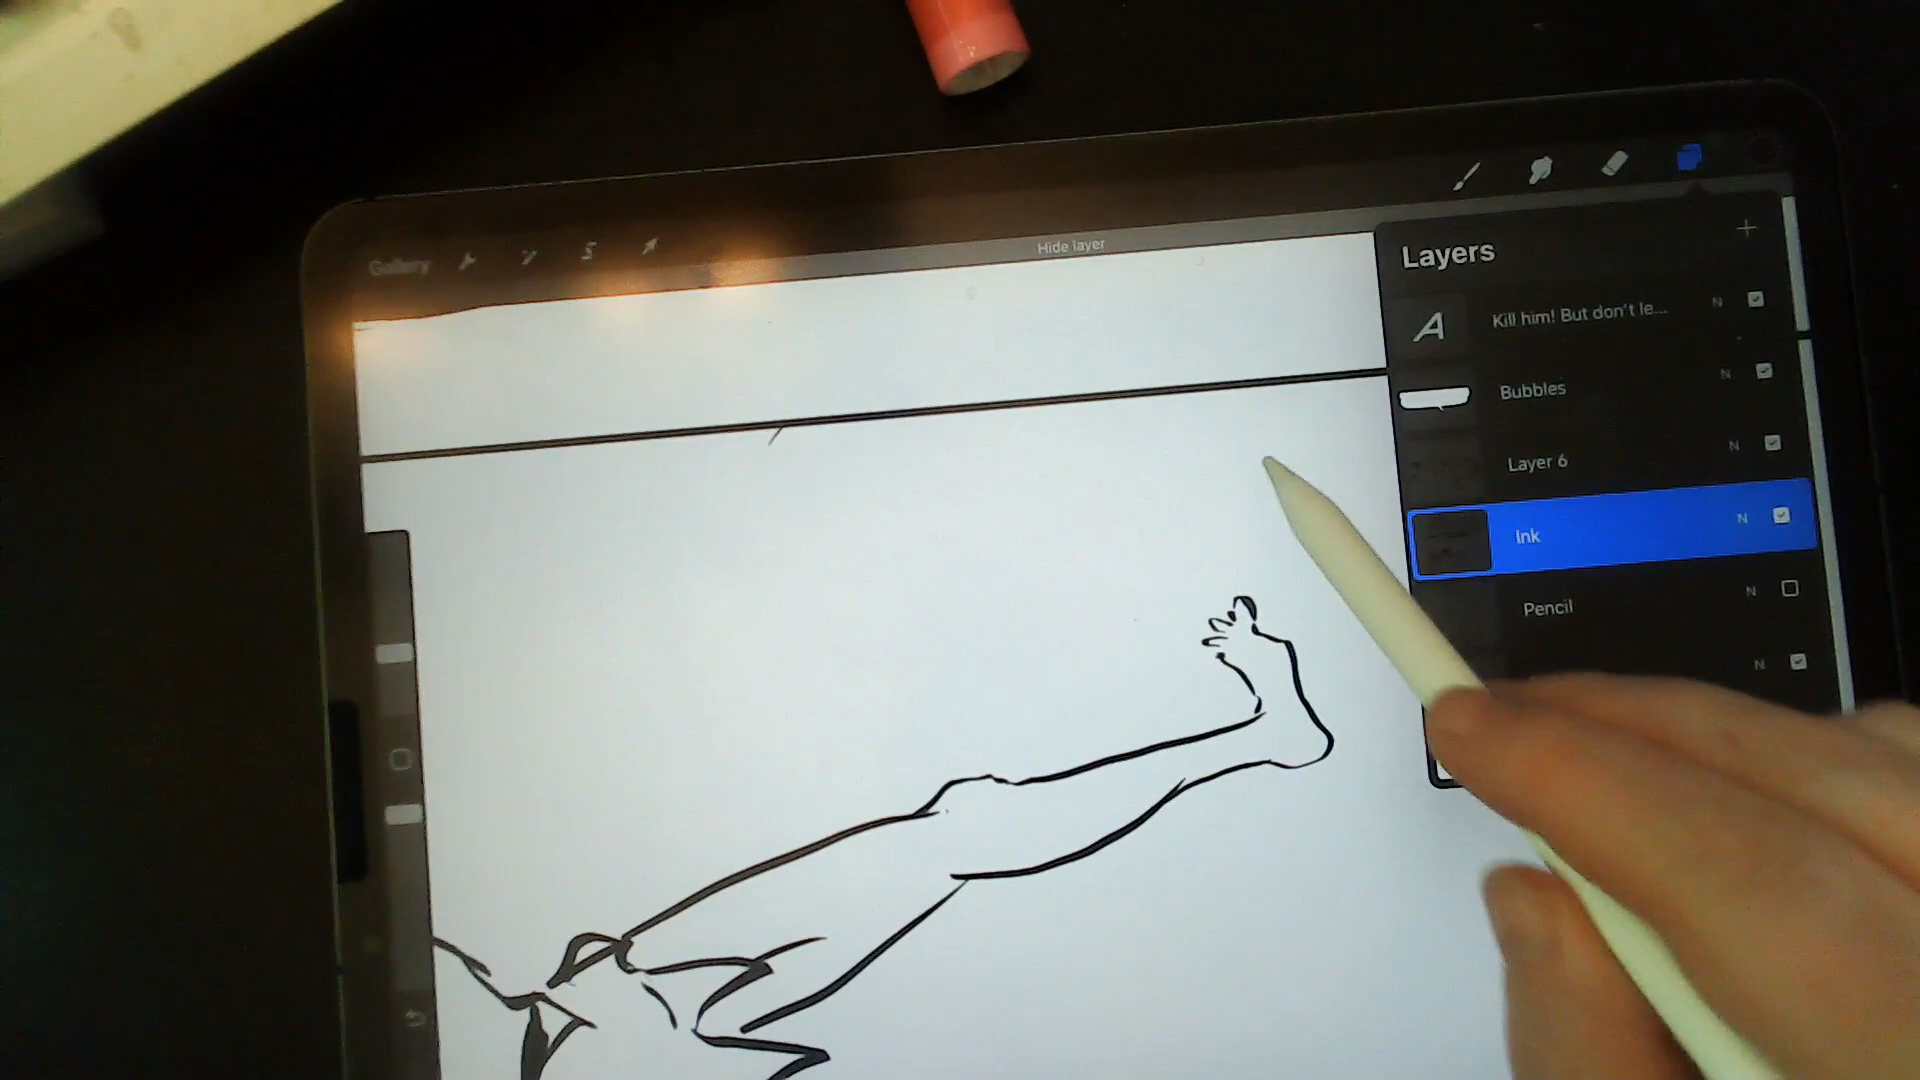 Gallery
Hide layer
Layers
Kill him! But don't le... N
Bubbles N
Layer 6 N
Ink N
Pencil N
N